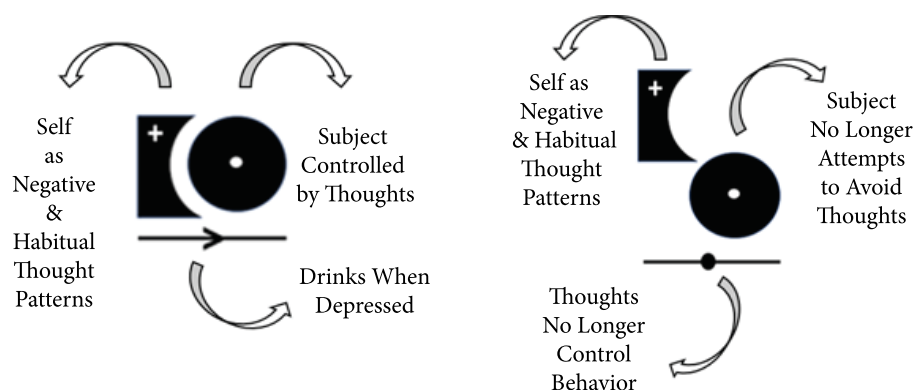 +
Self
as
Negative
&
Habitual
Thought
Patterns
Subject
Controlled
by Thoughts
Drinks When
Depressed
+
Self as
Negative
& Habitual
Thought
Patterns
Subject
No Longer
Attempts
to Avoid
Thoughts
Thoughts
No Longer
Control
Behavior